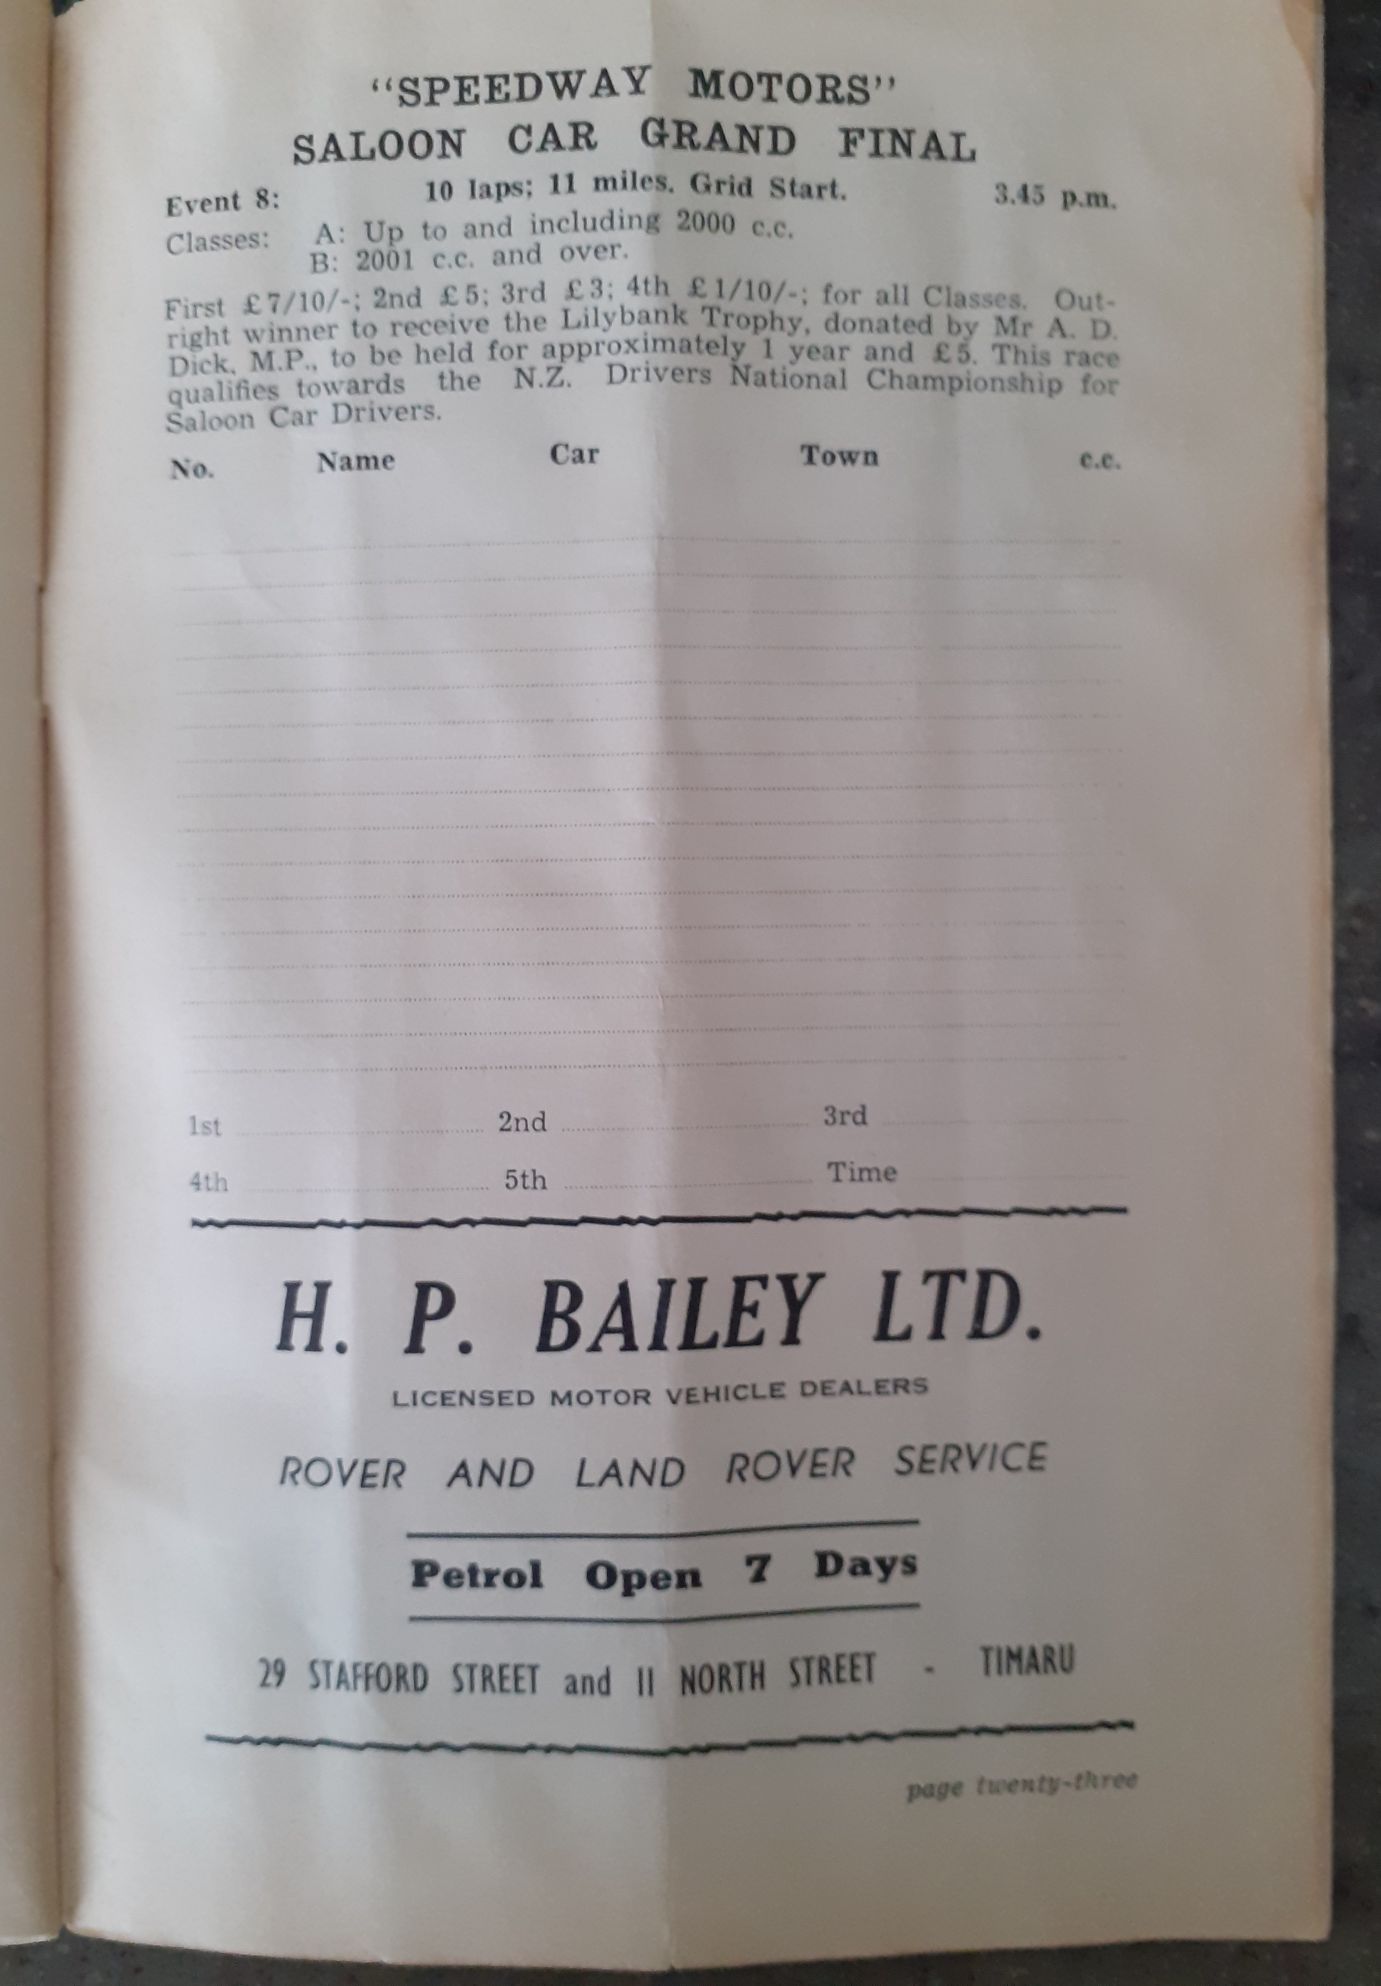 “SPEEDWAY MOTORS”
SALOON CAR GRAND FINAL
Event 8: 10 laps; 11 miles. Grid Start. 3.45 p.m.
Classes: A: Up to and including 2000 c.c.
B: 2001 c.c. and over.
First £7/10/-; 2nd £5; 3rd £3; 4th £1/10/-; for all Classes. Out-
right winner to receive the Lilybank Trophy, donated by Mr A. D.
Dick, M.P., to be held for approximately 1 year and £5. This race
qualifies towards the N.Z. Drivers National Championship for
Saloon Car Drivers.
No. Name Car Town c.c.
1st 2nd 3rd
4th 5th Time
H. P. BAILEY LTD.
LICENSED MOTOR VEHICLE DEALERS
ROVER AND LAND ROVER SERVICE
Petrol Open 7 Days
29 STAFFORD STREET and 11 NORTH STREET - TIMARU
page twenty-three